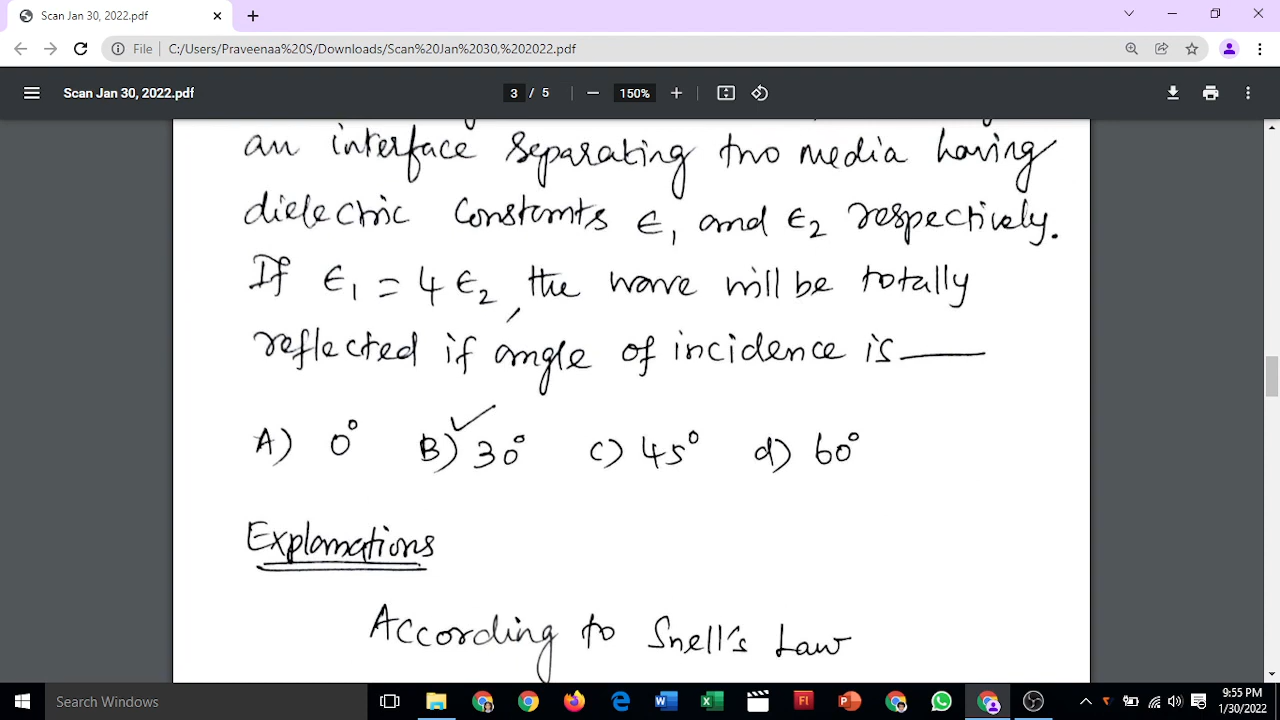 Scan Jan 30, 2022.pdf
File C:/Users/Praveenaa%20S/Downloads/Scan%20Jan%2030,%202022.pdf
Scan Jan 30, 2022.pdf 3 / 5 150%
an interface separating two media having
dielectric constants ϵ1 and ϵ2 respectively.
If ϵ1 = 4 ϵ2, the wave will be totally
reflected if angle of incidence is ——
A) 0° B) 30° C) 45° d) 60°
Explanations
According to Snell's Law
Search Windows
9:55 PM
1/30/2022